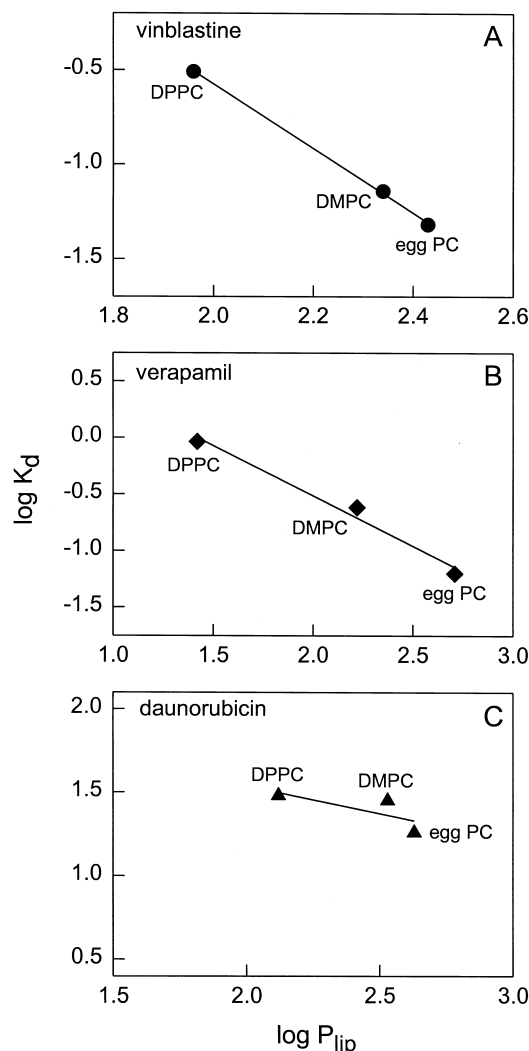 vinblastine
A
-0.5
DPPC
-1.0
DMPC
egg PC
-1.5
1.8 2.0 2.2 2.4 2.6
verapamil
B
0.5
0.0
DPPC
-0.5
DMPC
-1.0
egg PC
-1.5
1.0 1.5 2.0 2.5 3.0
log Kd
daunorubicin
C
2.0
DPPC
DMPC
1.5
egg PC
1.0
0.5
1.5 2.0 2.5 3.0
log Plip